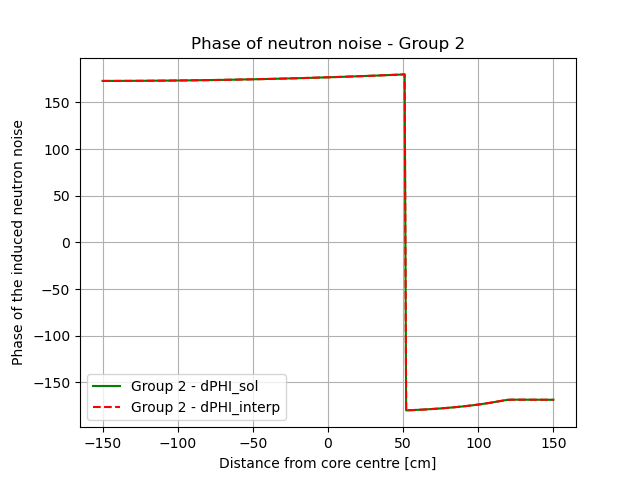 Phase of neutron noise - Group 2
Phase of the induced neutron noise
150
100
50
0
−50
−100
−150
Group 2 - dPHI_sol
Group 2 - dPHI_interp
−150 −100 −50 0 50 100 150
Distance from core centre [cm]